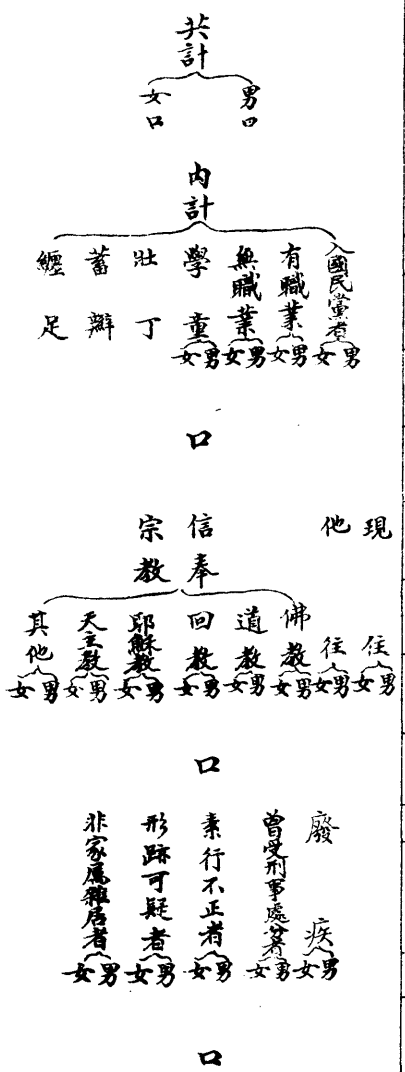 共計
男口
女口
内計
入國民黨者男女
有職業男女
無職業男女
學童男女
壯丁
蓄辮
纏足
口
現住男女
他往男女
信奉
宗教
佛教男女
道教男女
回教男女
耶穌教男女
天主教男女
其他男女
口
廢疾男女
曾受刑事處分者男女
素行不正者男女
形跡可疑者男女
非家屬雜居者男女
口